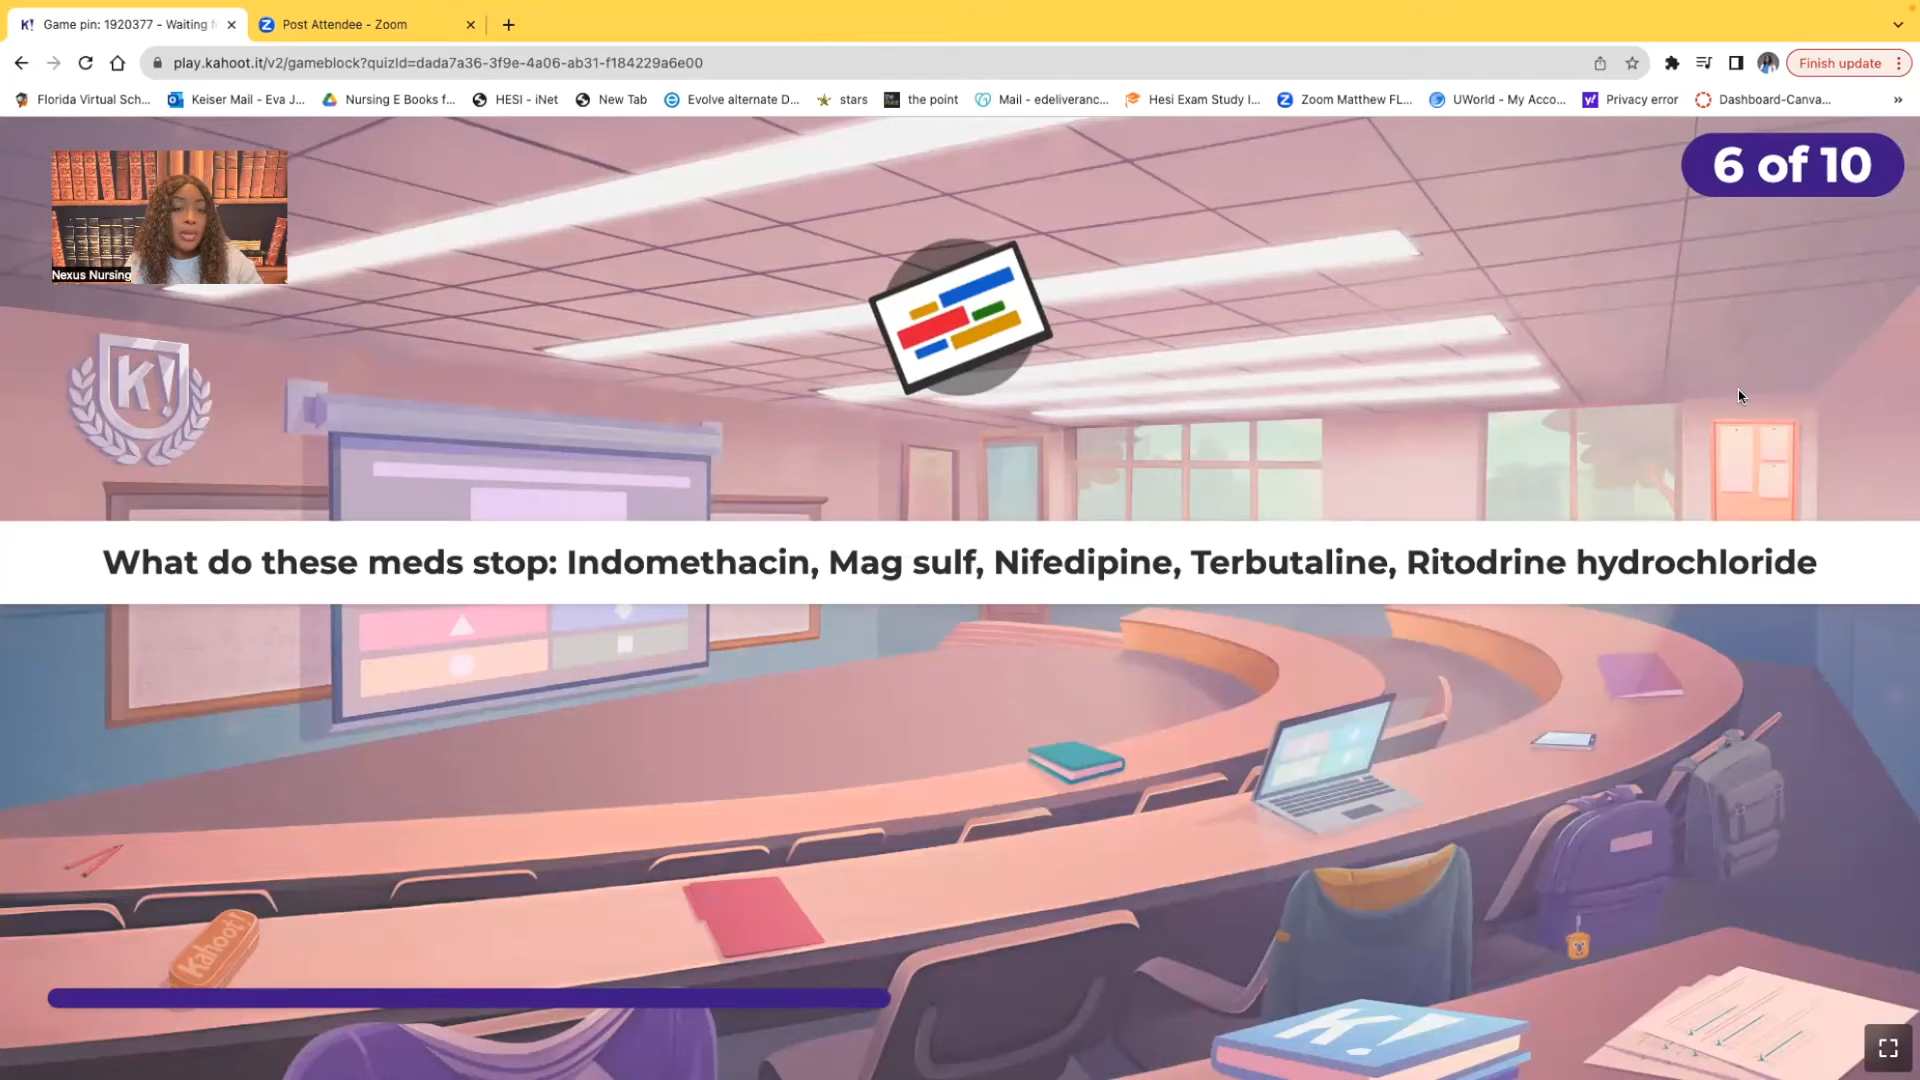 K! Game pin: 1920377 - Waiting f
Post Attendee - Zoom
play.kahoot.it/v2/gameblock?quizId=dada7a36-3f9e-4a06-ab31-f184229a6e00
Finish update
Florida Virtual Sch...
Keiser Mail - Eva J...
Nursing E Books f...
HESI - iNet
New Tab
Evolve alternate D...
stars
the point
Mail - edeliveranc...
Hesi Exam Study I...
Zoom Matthew FL...
UWorld - My Acco...
Privacy error
Dashboard-Canva...
»
6 of 10
Nexus Nursing
K!
What do these meds stop: Indomethacin, Mag sulf, Nifedipine, Terbutaline, Ritodrine hydrochloride
Kahoot!
K!